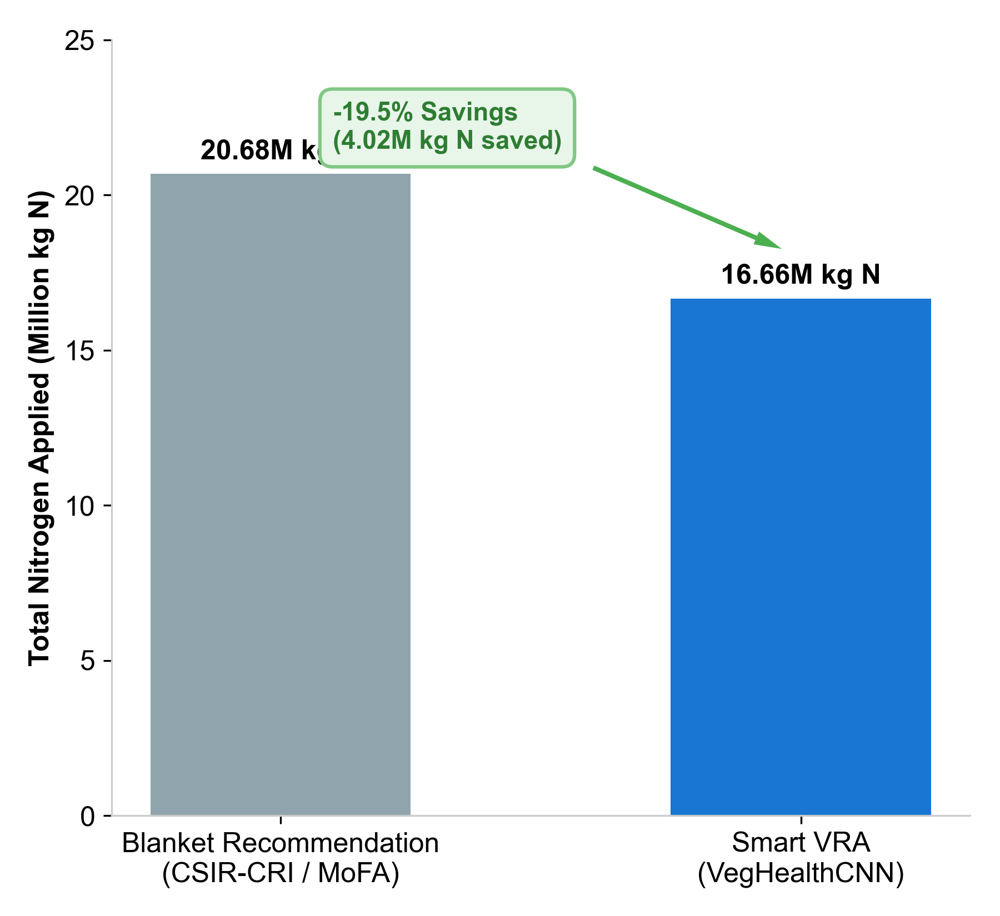 25
20
15
10
5
0
Total Nitrogen Applied (Million kg N)
-19.5% Savings
(4.02M kg N saved)
20.68M
16.66M kg N
Blanket Recommendation
(CSIR-CRI / MoFA)
Smart VRA
(VegHealthCNN)